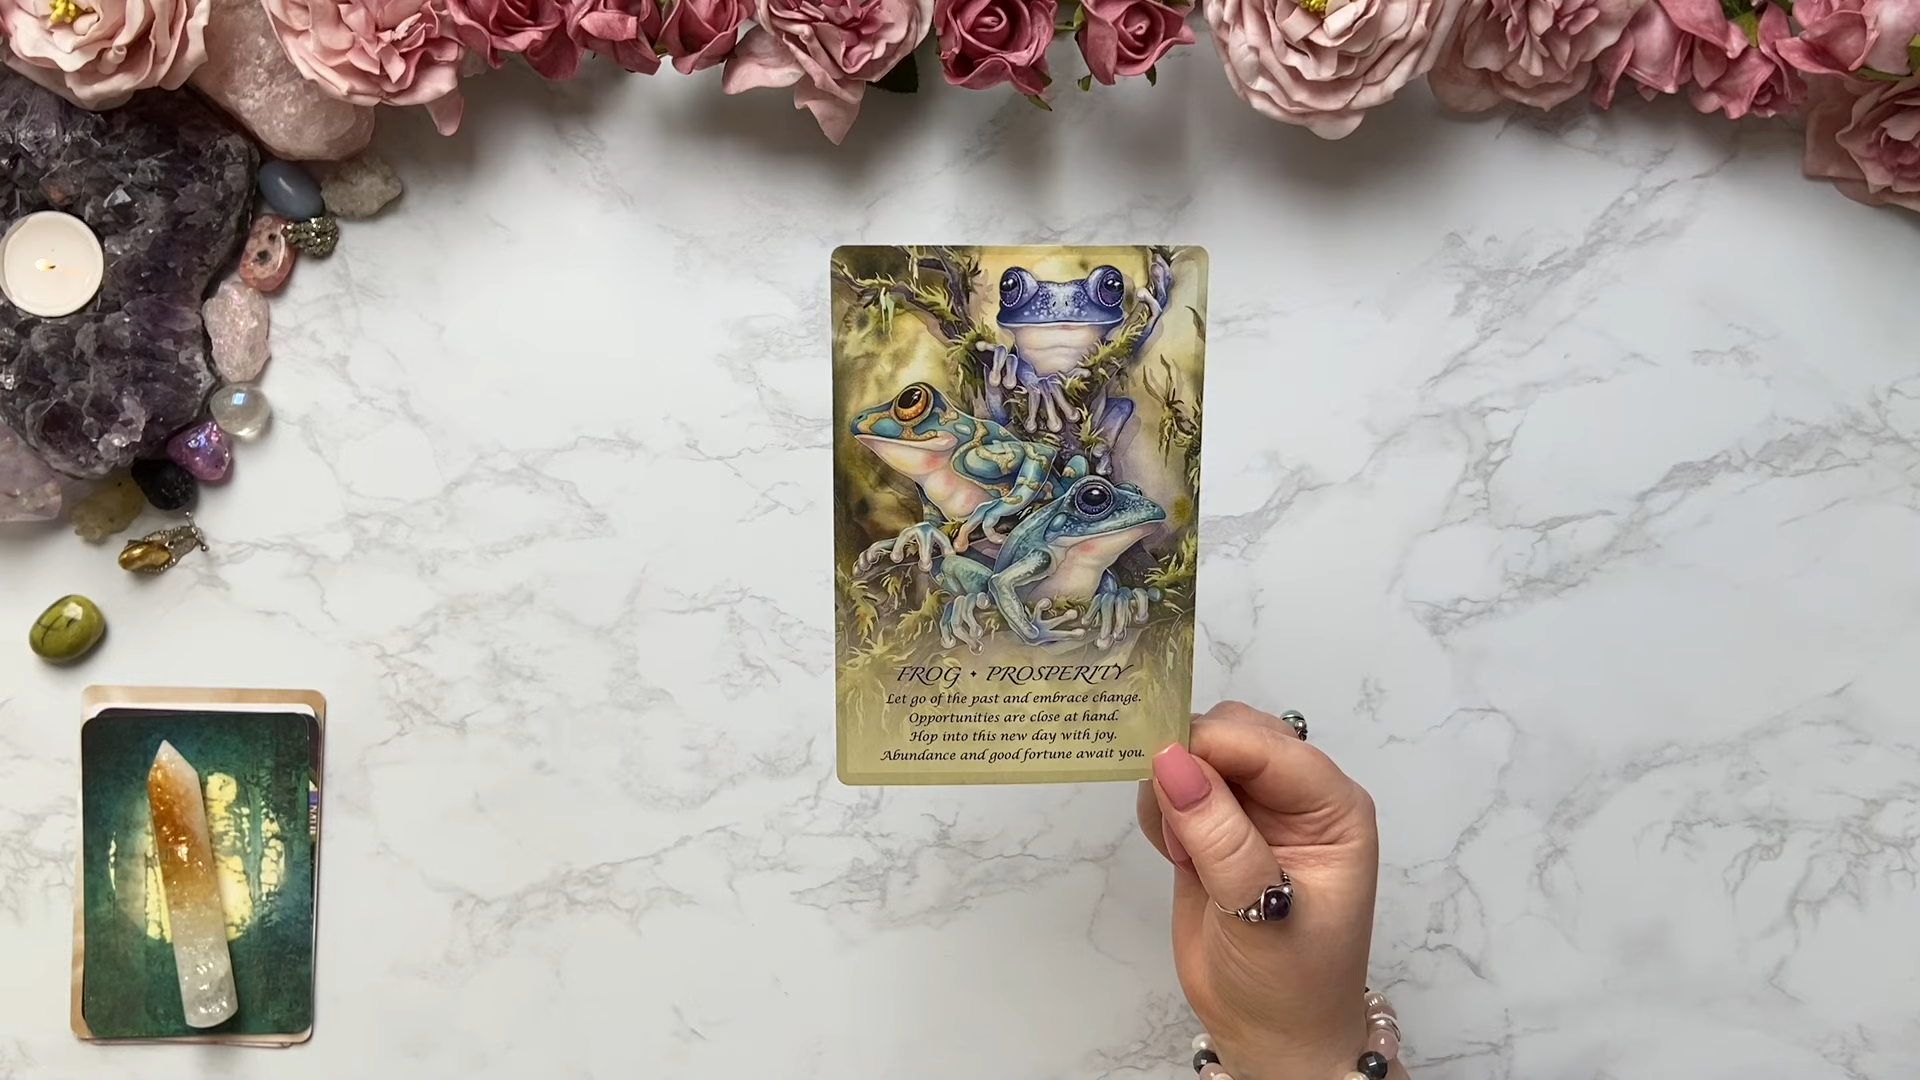 FROG • PROSPERITY
Let go of the past and embrace change.
Opportunities are close at hand.
Hop into this new day with joy.
Abundance and good fortune await you.